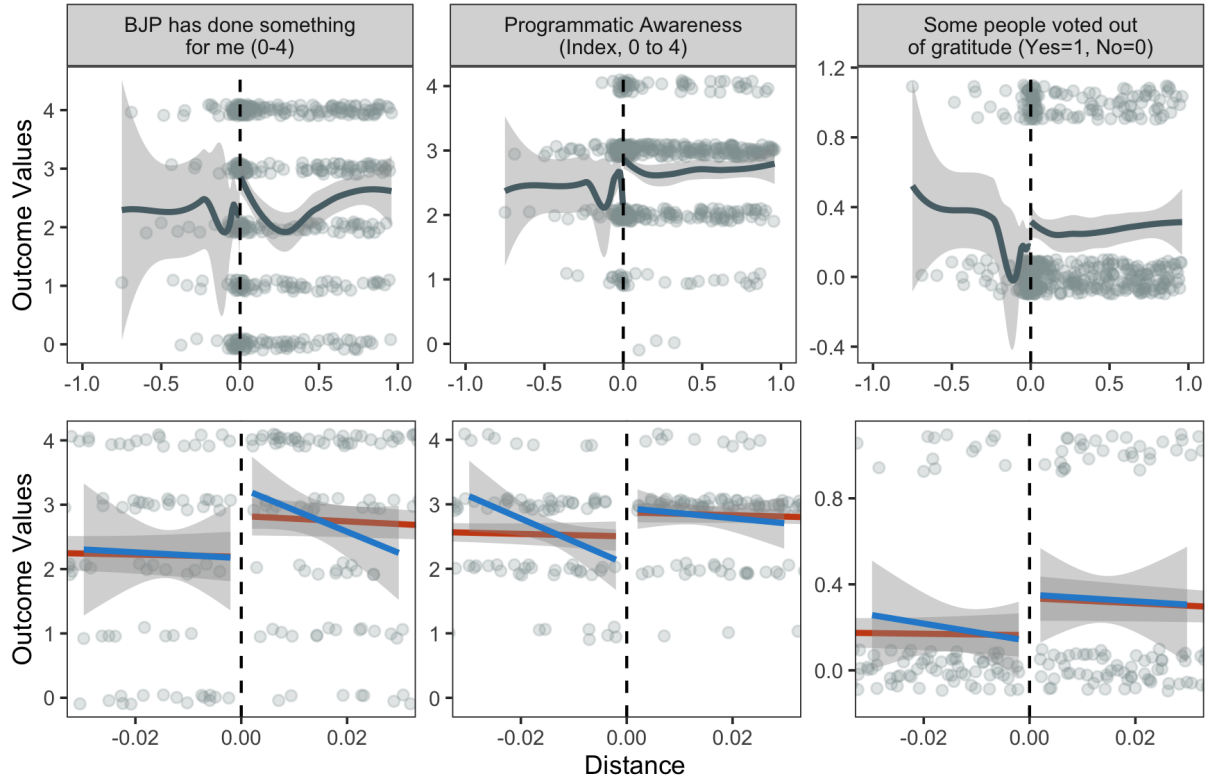 BJP has done something
for me (0-4)
Programmatic Awareness
(Index, 0 to 4)
Some people voted out
of gratitude (Yes=1, No=0)
Outcome Values
4
3
2
1
0
-1.0 -0.5 0.0 0.5 1.0
4
3
2
1
0
-1.0 -0.5 0.0 0.5 1.0
1.2
0.8
0.4
0.0
-0.4
-1.0 -0.5 0.0 0.5 1.0
Outcome Values
4
3
2
1
0
-0.02 0.00 0.02
4
3
2
1
0
-0.02 0.00 0.02
0.8
0.4
0.0
-0.02 0.00 0.02
Distance